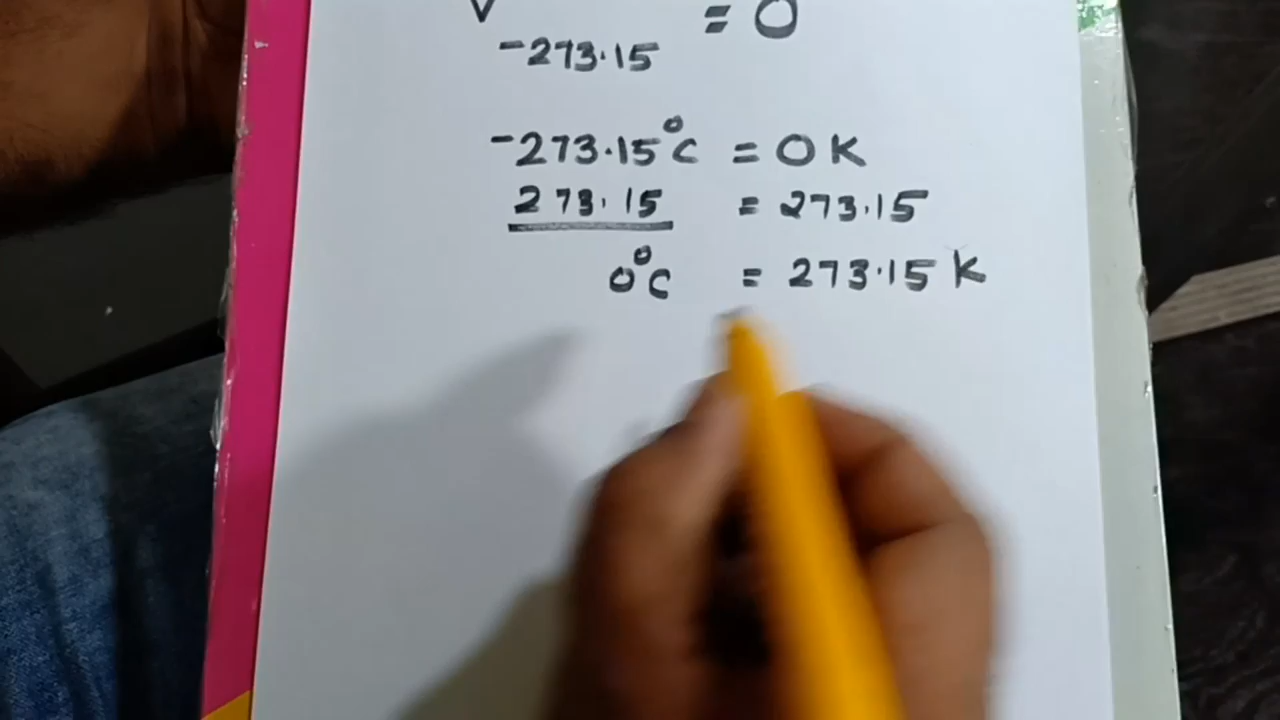 V = 0
-273.15
-273.15°C = 0 K
273.15 = 273.15
0°C = 273.15 K